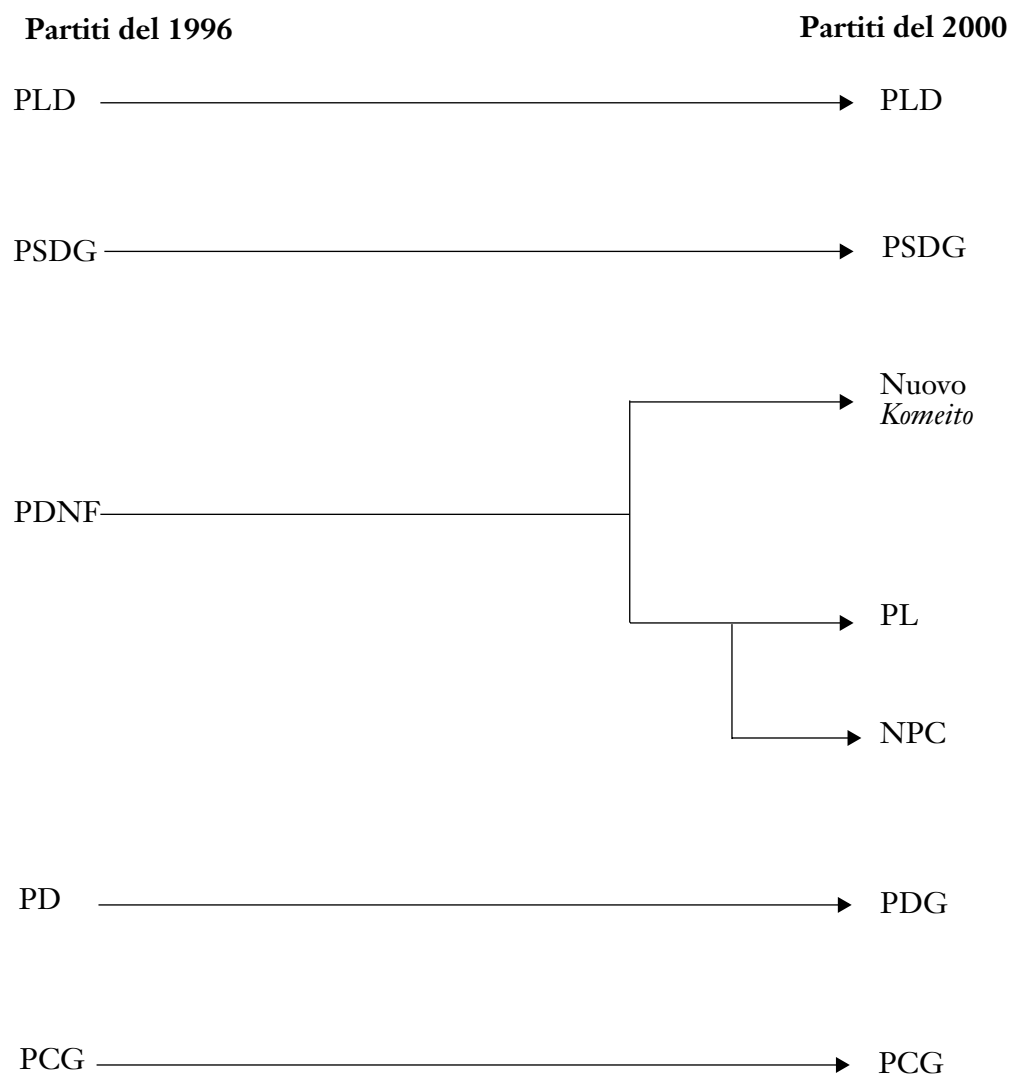 Partiti del 1996
Partiti del 2000
PLD
PLD
PSDG
PSDG
Nuovo
Komeito
PDNF
PL
NPC
PD
PDG
PCG
PCG